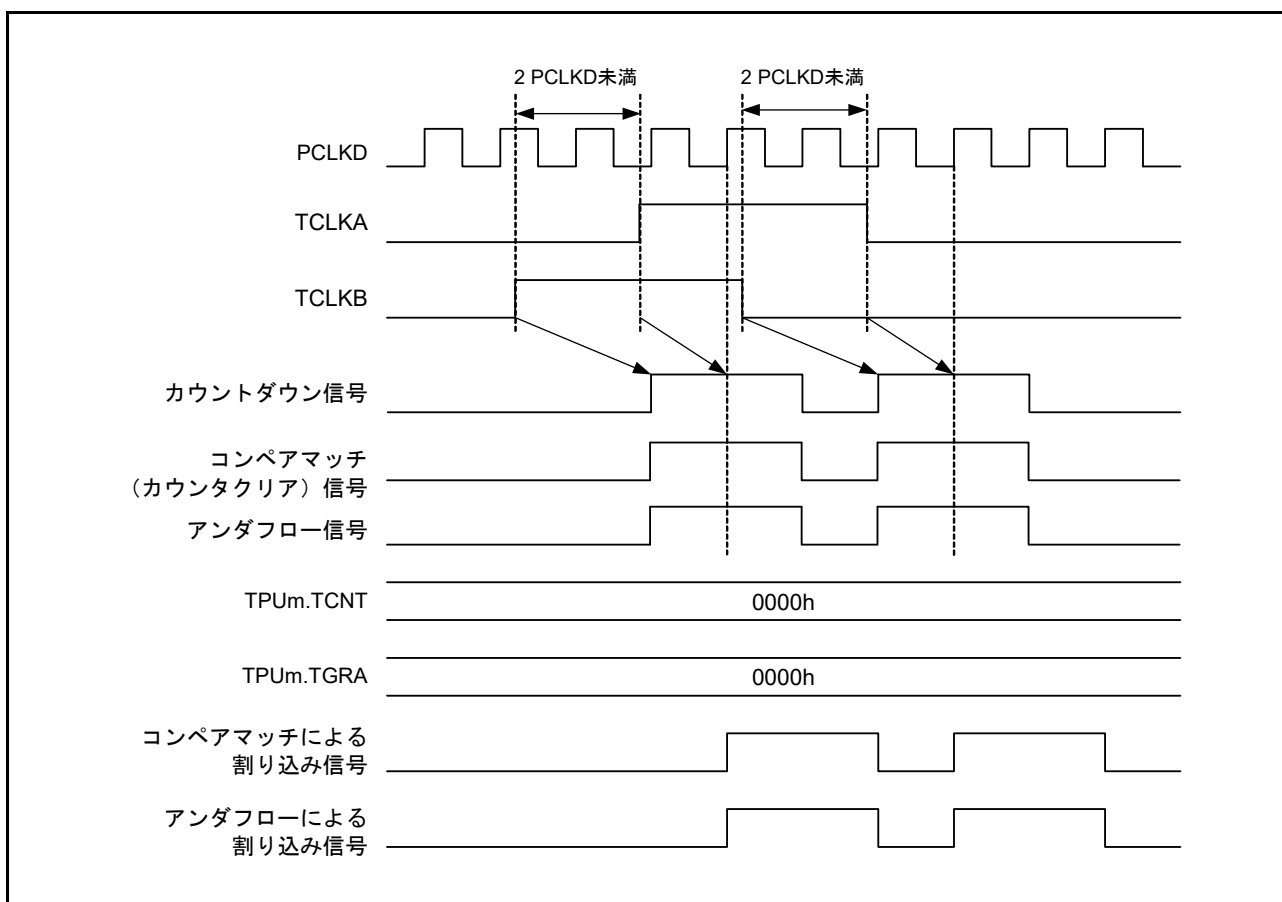 2 PCLKD未満 2 PCLKD未満
PCLKD
TCLKA
TCLKB
カウントダウン信号
コンペアマッチ
（カウンタクリア）信号
アンダフロー信号
TPUm.TCNT 0000h
TPUm.TGRA 0000h
コンペアマッチによる
割り込み信号
アンダフローによる
割り込み信号